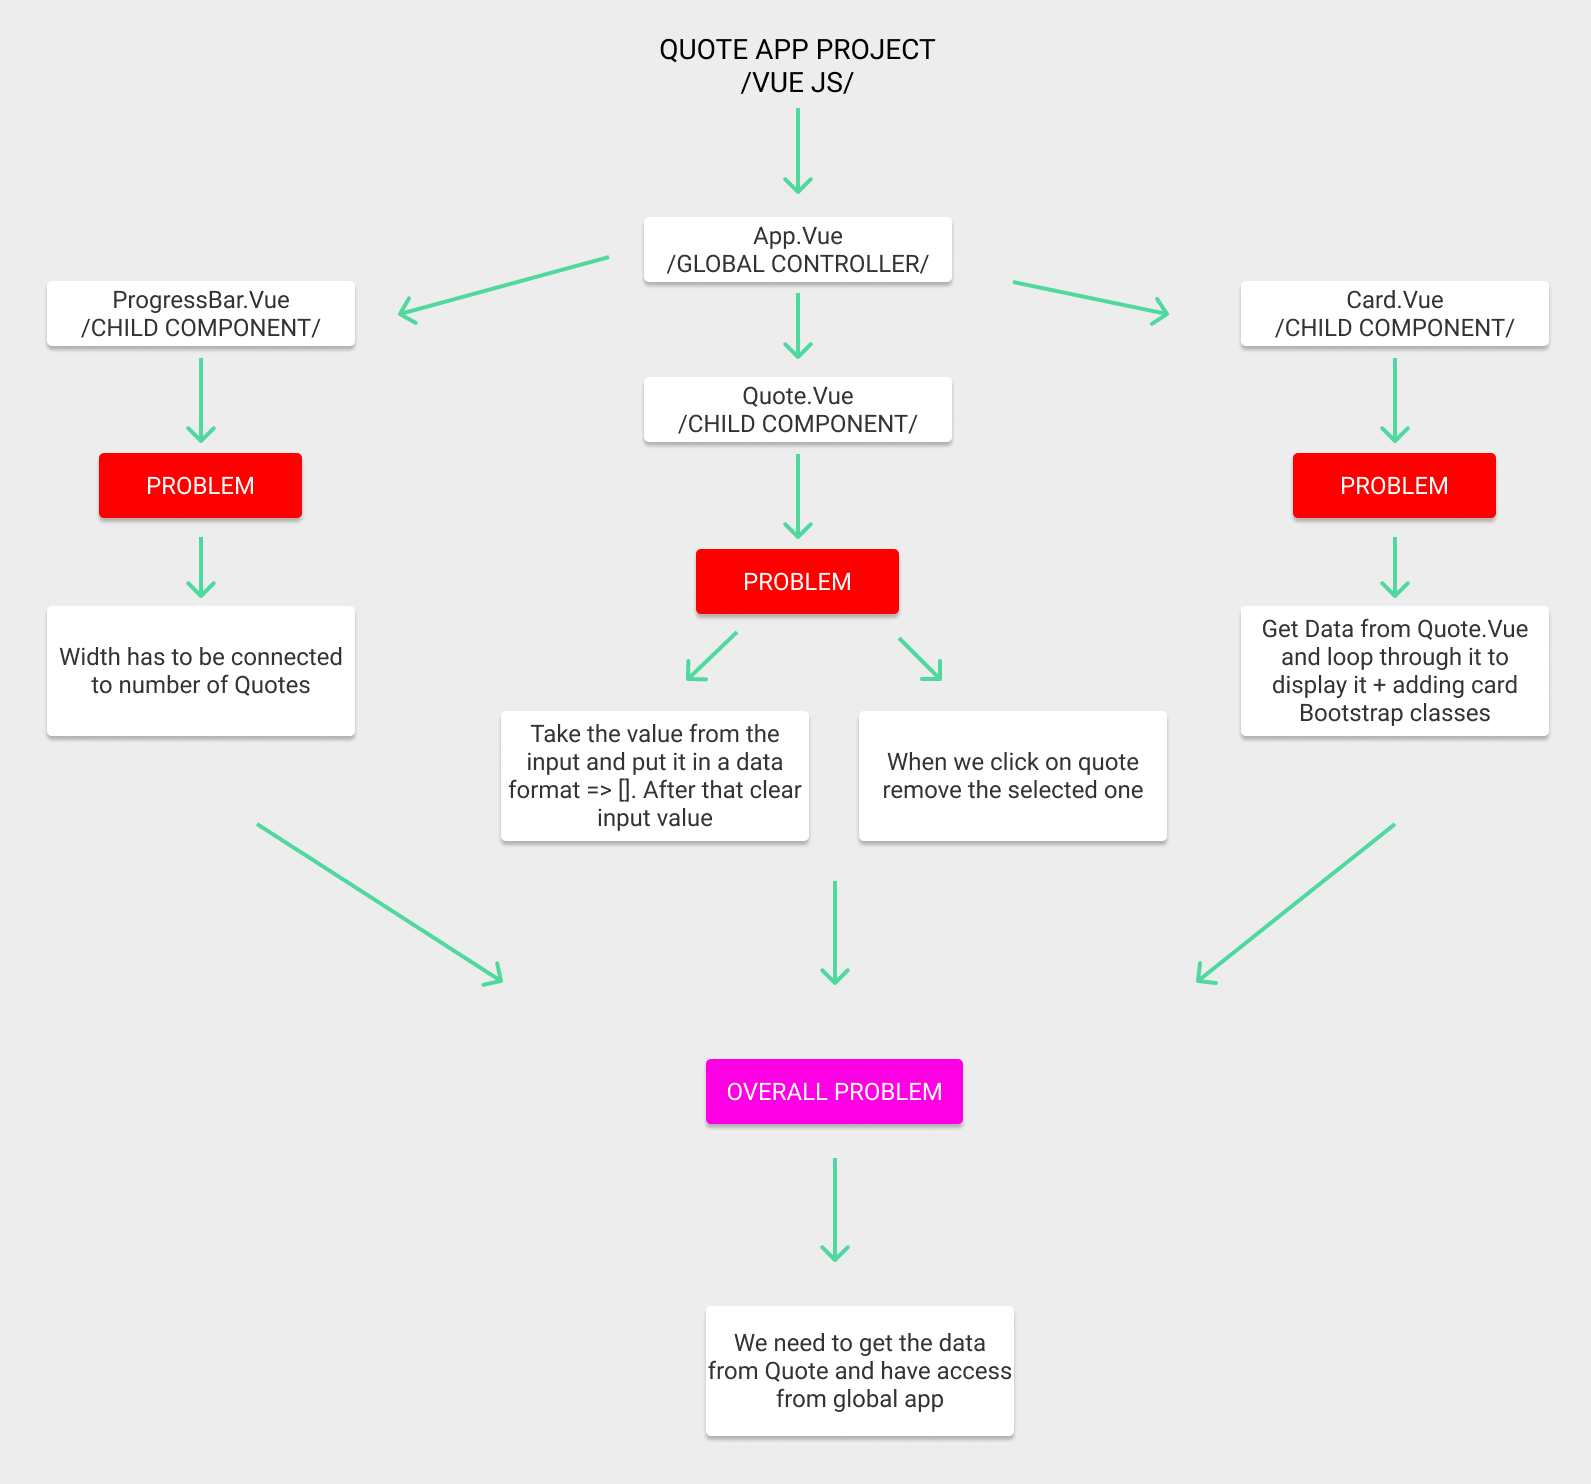 QUOTE APP PROJECT
/VUE JS/
App.Vue
/GLOBAL CONTROLLER/
ProgressBar.Vue
/CHILD COMPONENT/
Card.Vue
/CHILD COMPONENT/
Quote.Vue
/CHILD COMPONENT/
PROBLEM
PROBLEM
PROBLEM
Width has to be connected
to number of Quotes
Take the value from the
input and put it in a data
format => []. After that clear
input value
When we click on quote
remove the selected one
Get Data from Quote.Vue
and loop through it to
display it + adding card
Bootstrap classes
OVERALL PROBLEM
We need to get the data
from Quote and have access
from global app